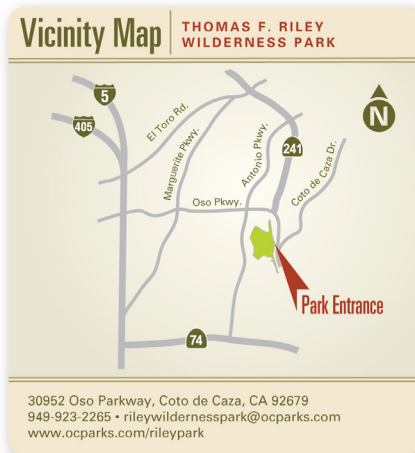 Vicinity Map
THOMAS F. RILEY
WILDERNESS PARK
5
405
El Toro Rd.
Marguerite Pkwy.
Antonio Pkwy.
241
N
Coto de Caza Dr.
Oso Pkwy.
Park Entrance
74
30952 Oso Parkway, Coto de Caza, CA 92679
949-923-2265 • rileywildernesspark@ocparks.com
www.ocparks.com/rileypark